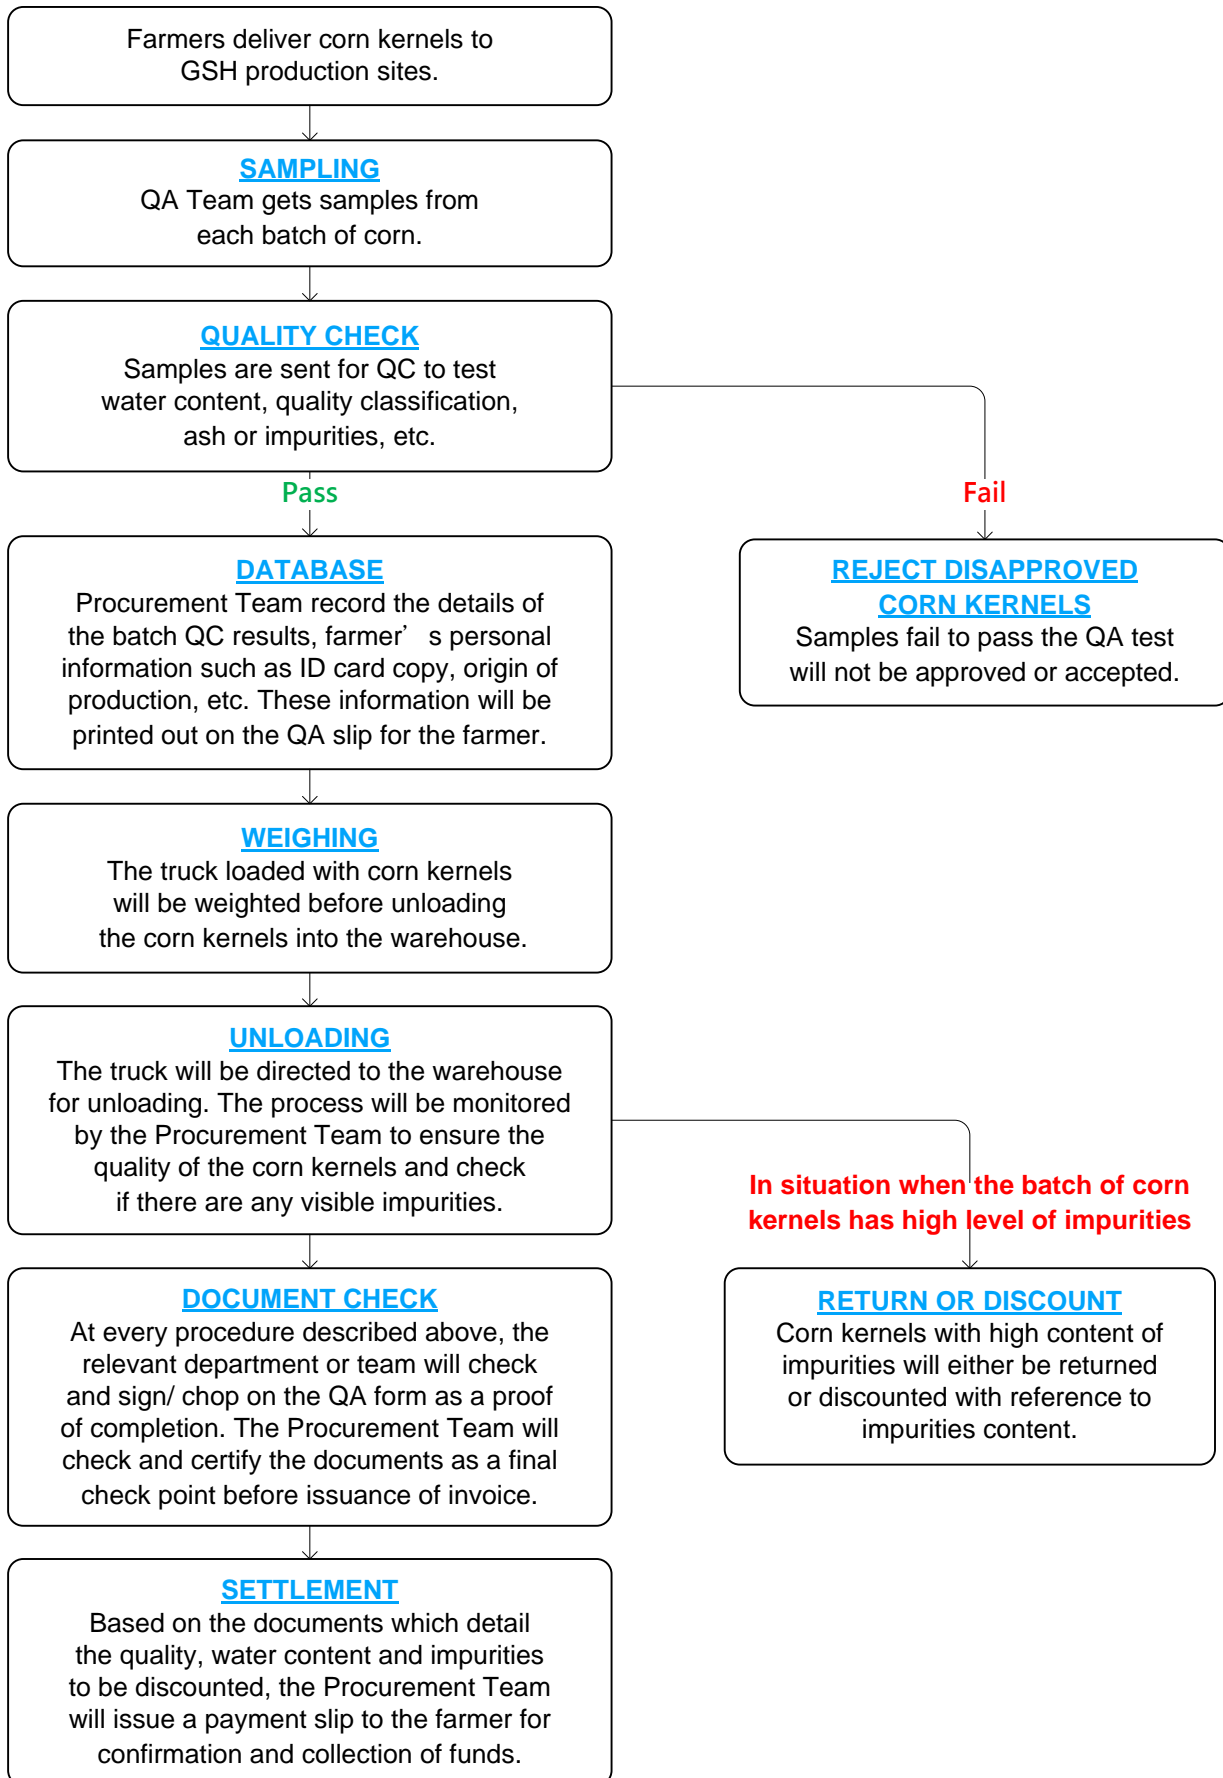 Farmers deliver corn kernels to
GSH production sites.
SAMPLING
QA Team gets samples from
each batch of corn.
QUALITY CHECK
Samples are sent for QC to test
water content, quality classification,
ash or impurities, etc.
Pass
Fail
DATABASE
Procurement Team record the details of
the batch QC results, farmer’ s personal
information such as ID card copy, origin of
production, etc. These information will be
printed out on the QA slip for the farmer.
REJECT DISAPPROVED
CORN KERNELS
Samples fail to pass the QA test
will not be approved or accepted.
WEIGHING
The truck loaded with corn kernels
will be weighted before unloading
the corn kernels into the warehouse.
UNLOADING
The truck will be directed to the warehouse
for unloading. The process will be monitored
by the Procurement Team to ensure the
quality of the corn kernels and check
if there are any visible impurities.
In situation when the batch of corn
kernels has high level of impurities
DOCUMENT CHECK
At every procedure described above, the
relevant department or team will check
and sign/ chop on the QA form as a proof
of completion. The Procurement Team will
check and certify the documents as a final
check point before issuance of invoice.
RETURN OR DISCOUNT
Corn kernels with high content of
impurities will either be returned
or discounted with reference to
impurities content.
SETTLEMENT
Based on the documents which detail
the quality, water content and impurities
to be discounted, the Procurement Team
will issue a payment slip to the farmer for
confirmation and collection of funds.